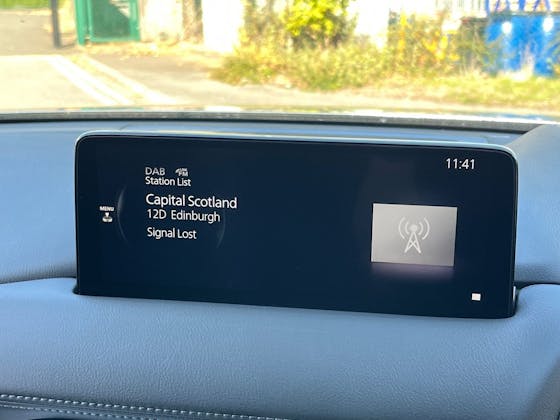 11:41
DAB
Station List
Capital Scotland
MENU
12D Edinburgh
Signal Lost